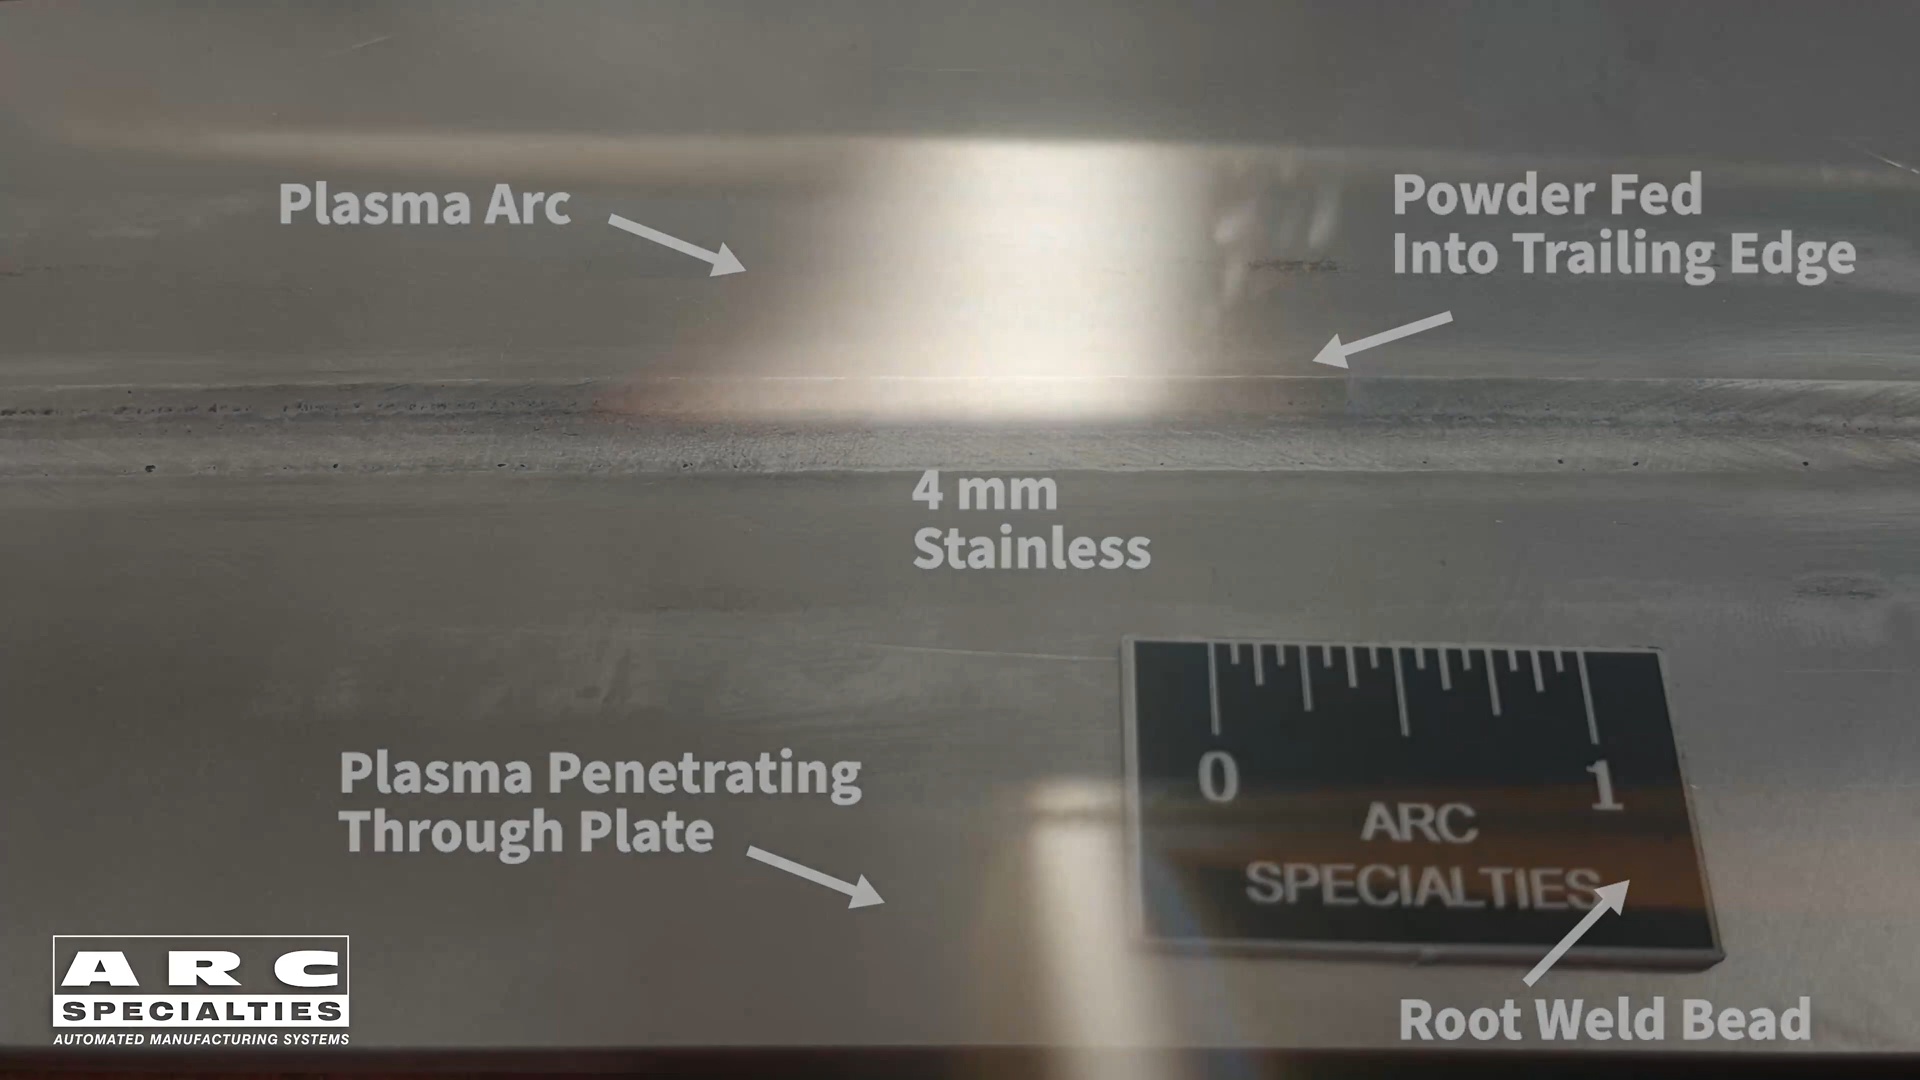 Plasma Arc
Powder Fed
Into Trailing Edge
4 mm
Stainless
0 1
ARC
SPECIALTIES
Plasma Penetrating
Through Plate
Root Weld Bead
ARC
SPECIALTIES
AUTOMATED MANUFACTURING SYSTEMS